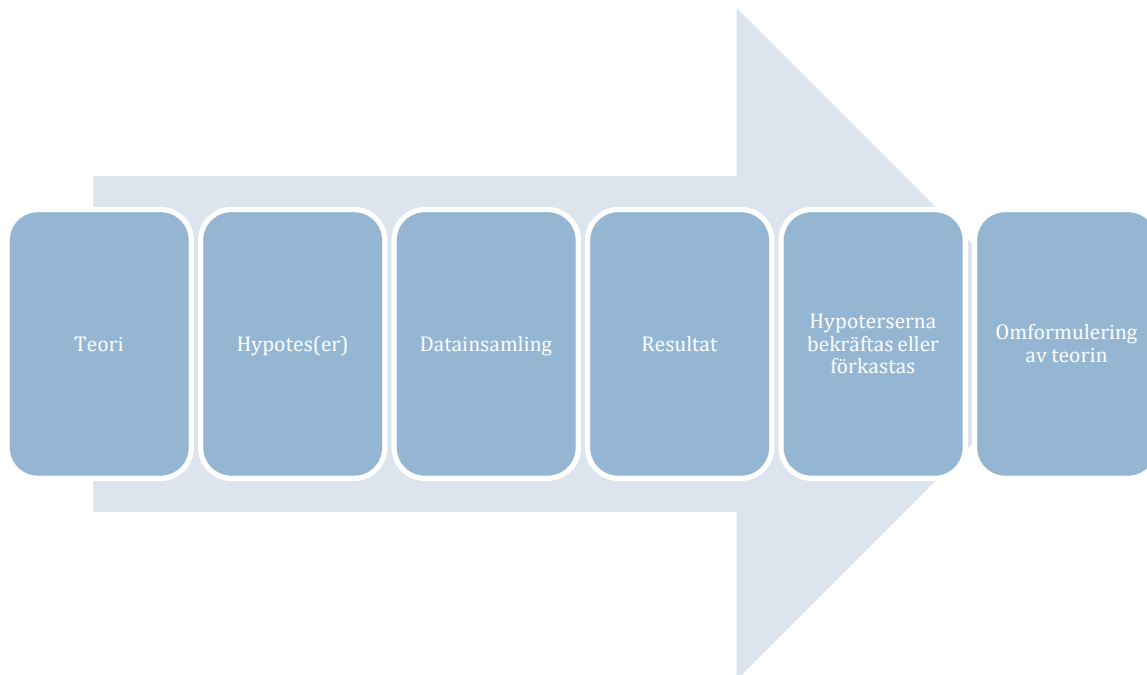 Teori
Hypotes(er)
Datainsamling
Resultat
Hypoterserna
bekräftas eller
förkastas
Omformulering
av teorin